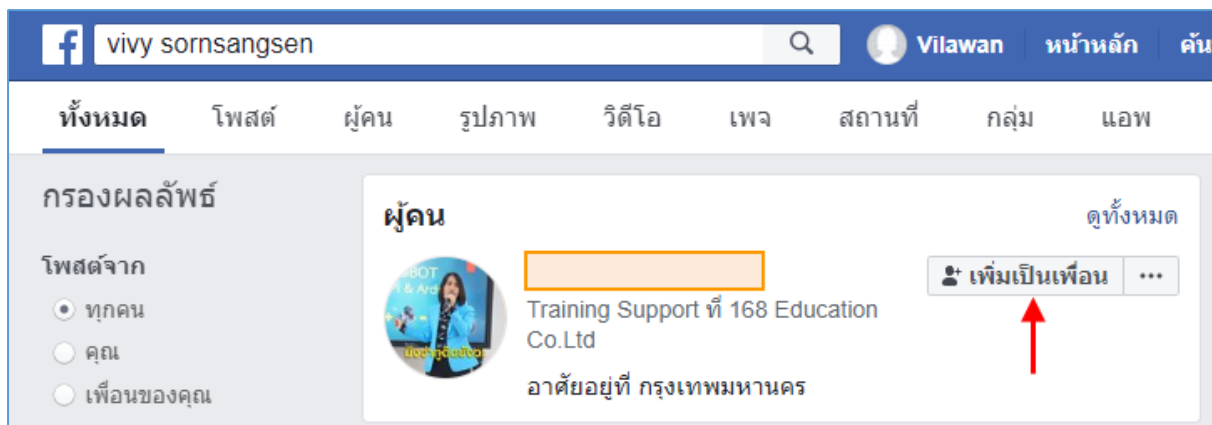 f vivy sornsangsen Vilawan หน้าหลัก ค้น
ทั้งหมด โพสต์ ผู้คน รูปภาพ วิดีโอ เพจ สถานที่ กลุ่ม แอพ
กรองผลลัพธ์
โพสต์จาก
ทุกคน
คุณ
เพื่อนของคุณ
ผู้คน ดูทั้งหมด
เพิ่มเป็นเพื่อน ...
Training Support ที่ 168 Education
Co.Ltd
อาศัยอยู่ที่ กรุงเทพมหานคร